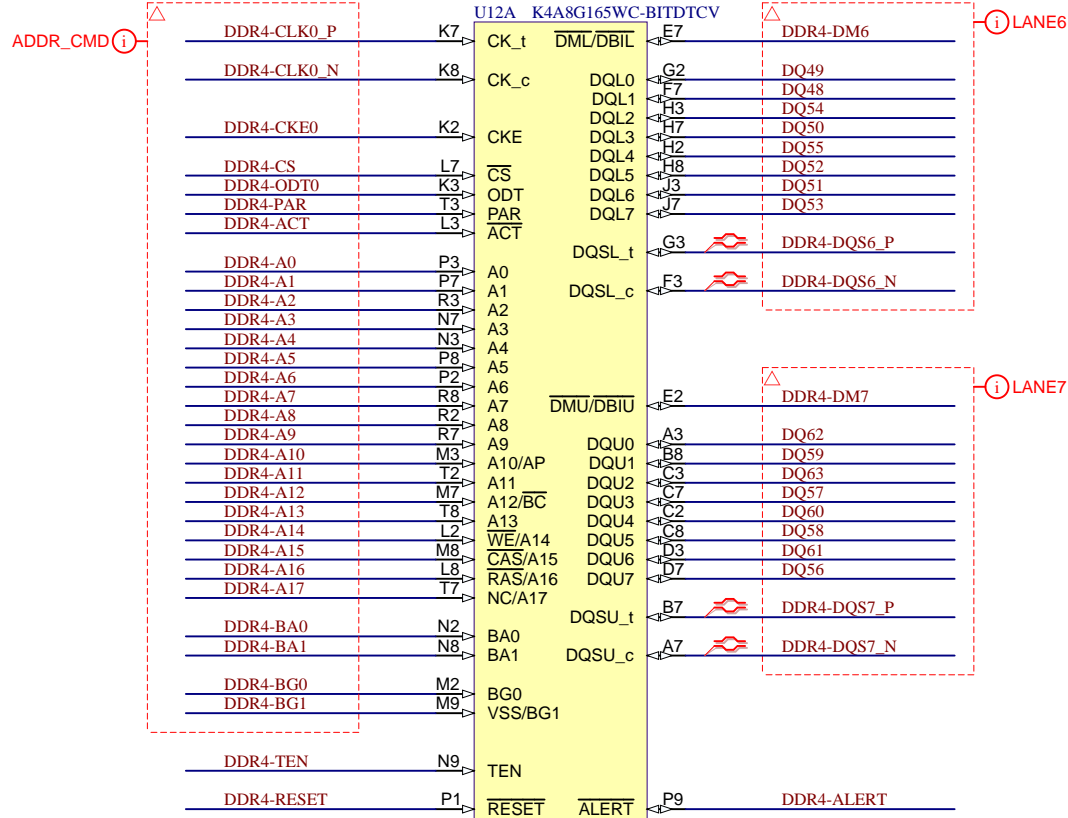 U12A K4A8G165WC-BITDTCV
ADDR_CMD i
DDR4-CLK0_P K7 CK_t
DDR4-CLK0_N K8 CK_c
DDR4-CKE0 K2 CKE
DDR4-CS L7 CS
DDR4-ODT0 K3 ODT
DDR4-PAR T3 PAR
DDR4-ACT L3 ACT
DDR4-A0 P3 A0
DDR4-A1 P7 A1
DDR4-A2 R3 A2
DDR4-A3 N7 A3
DDR4-A4 N3 A4
DDR4-A5 P8 A5
DDR4-A6 P2 A6
DDR4-A7 R8 A7
DDR4-A8 R2 A8
DDR4-A9 R7 A9
DDR4-A10 M3 A10/AP
DDR4-A11 T2 A11
DDR4-A12 M7 A12/BC
DDR4-A13 T8 A13
DDR4-A14 L2 WE/A14
DDR4-A15 M8 CAS/A15
DDR4-A16 L8 RAS/A16
DDR4-A17 T7 NC/A17
DDR4-BA0 N2 BA0
DDR4-BA1 N8 BA1
DDR4-BG0 M2 BG0
DDR4-BG1 M9 VSS/BG1
DDR4-TEN N9 TEN
DDR4-RESET P1 RESET
i LANE6
DML/DBIL E7 DDR4-DM6
DQL0 G2 DQ49
DQL1 F7 DQ48
DQL2 H3 DQ54
DQL3 H7 DQ50
DQL4 H2 DQ55
DQL5 H8 DQ52
DQL6 J3 DQ51
DQL7 J7 DQ53
DQSL_t G3 DDR4-DQS6_P
DQSL_c F3 DDR4-DQS6_N
i LANE7
DMU/DBIU E2 DDR4-DM7
DQU0 A3 DQ62
DQU1 B8 DQ59
DQU2 C3 DQ63
DQU3 C7 DQ57
DQU4 C2 DQ60
DQU5 C8 DQ58
DQU6 D3 DQ61
DQU7 D7 DQ56
DQSU_t B7 DDR4-DQS7_P
DQSU_c A7 DDR4-DQS7_N
ALERT P9 DDR4-ALERT